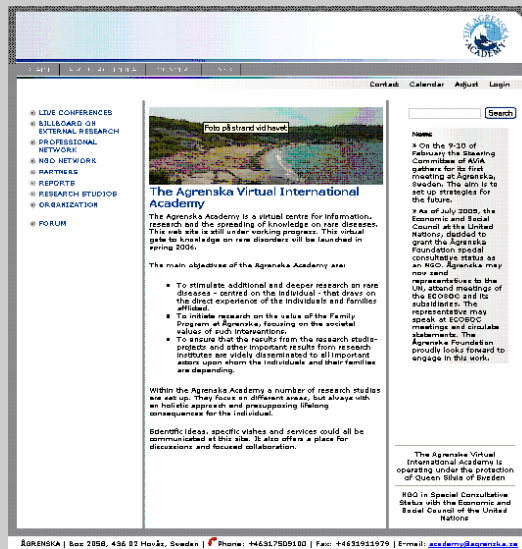 THE AGRENSKA
ACADEMY
Contact Calendar Adjust Login
LIVE CONFERENCES
BILLBOARD ON
EXTERNAL RESEARCH
PROFESSIONAL
NETWORK
NGO NETWORK
PARTNERS
REPORTS
RESEARCH STUDIOS
ORGANIZATION
FORUM
Foto på strand vid havet
The Agrenska Virtual International
Academy
The Agrenska Academy is a virtual centre for information,
research and the spreading of knowledge on rare diseases.
This web site is still under working progress. This virtual
gate to knowledge on rare disorders will be launched in
spring 2006.
The main objectives of the Agrenska Academy are:
To stimulate additional and deeper research on rare
diseases - centred on the individual - that draws on
the direct experience of the individuals and families
afflicted.
To initiate research on the value of the Family
Program at Ågrenska, focusing on the societal
values of such interventions.
To ensure that the results from the research studio-
projects and other important results from research
institutes are widely disseminated to all important
actors upon whom the individuals and their families
are depending.
Within the Agrenska Academy a number of research studios
are set up. They focus on different areas, but always with
an holistic approach and presupposing lifelong
consequences for the individual.
Scientific ideas, specific wishes and services could all be
communicated at this site. It also offers a place for
discussions and focused collaboration.
Search
News
» On the 9-10 of
February the Steering
Committee of AVIA
gathers for its first
meeting at Ågrenska,
Sweden. The aim is to
set up strategies for
the future.
» As of July 2005, the
Economic and Social
Council at the United
Nations, decided to
grant the Ågrenska
Foundation special
consultative status as
an NGO. Ågrenska may
now send
representatives to the
UN, attend meetings of
the ECOSOC and its
subsidiaries. The
representative may
speak at ECOSOC
meetings and circulate
statements. The
Ågrenska Foundation
proudly looks forward to
engage in this work.
The Agrenska Virtual
International Academy is
operating under the protection
of Queen Silvia of Sweden
NGO in Special Consultative
Status with the Economic and
Social Council of the United
Nations
ÅGRENSKA | Box 2058, 436 02 Hovås, Sweden | Phone: +46317509100 | Fax: +4631911979 | E-mail: academy@agrenska.se